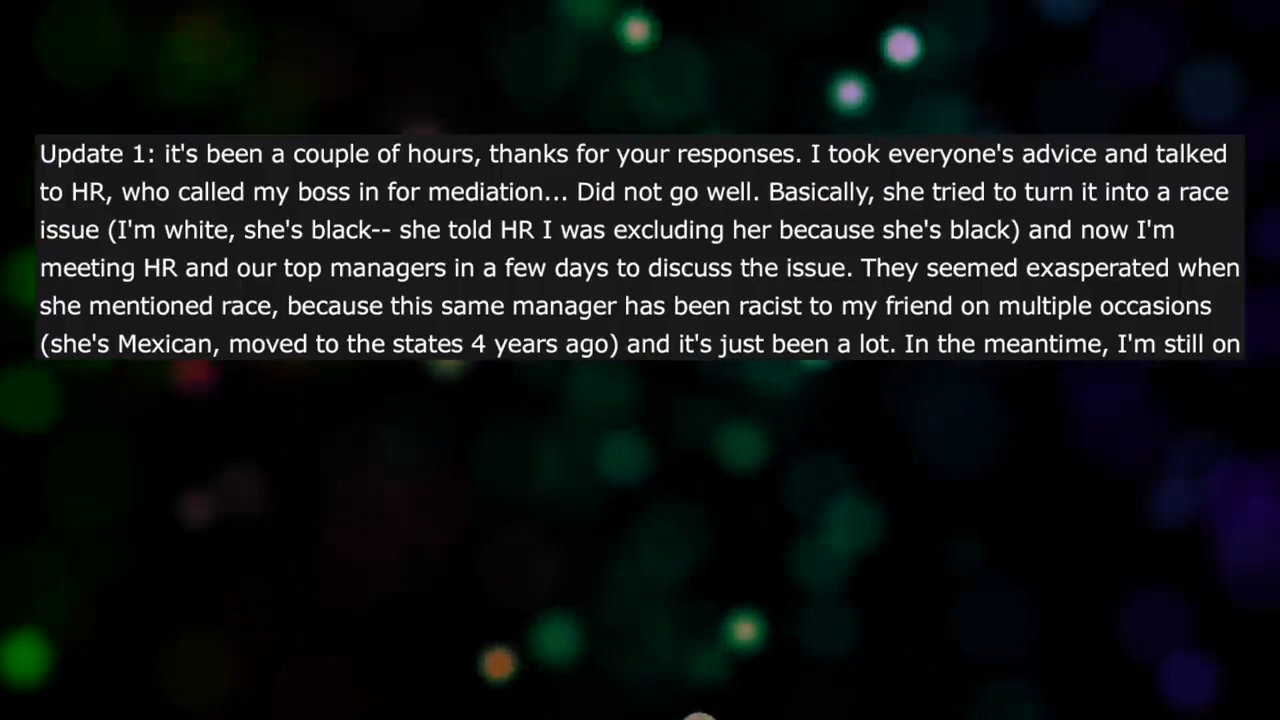 Update 1: it's been a couple of hours, thanks for your responses. I took everyone's advice and talked
to HR, who called my boss in for mediation... Did not go well. Basically, she tried to turn it into a race
issue (I'm white, she's black-- she told HR I was excluding her because she's black) and now I'm
meeting HR and our top managers in a few days to discuss the issue. They seemed exasperated when
she mentioned race, because this same manager has been racist to my friend on multiple occasions
(she's Mexican, moved to the states 4 years ago) and it's just been a lot. In the meantime, I'm still on